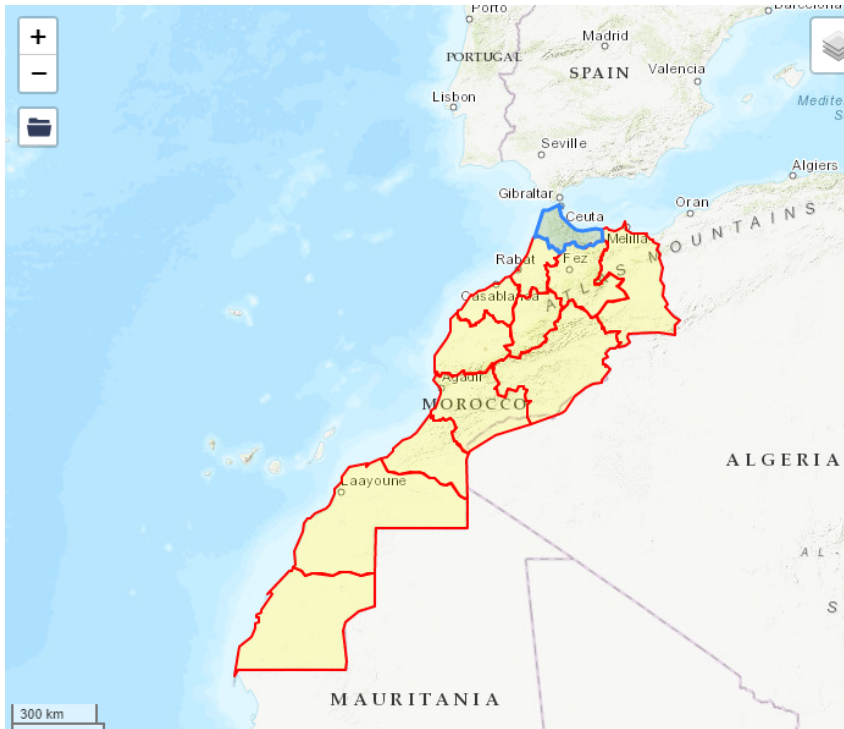 +
−
Porto
Barcelona
Madrid
PORTUGAL
SPAIN
Valencia
Lisbon
Medite
S
Seville
Algiers
Gibraltar
Oran
Ceuta
Melilla
Rabat
Fez
ATLAS MOUNTAINS
Casablanca
Agadir
MOROCCO
ALGERIA
Laayoune
AL-
S
MAURITANIA
300 km